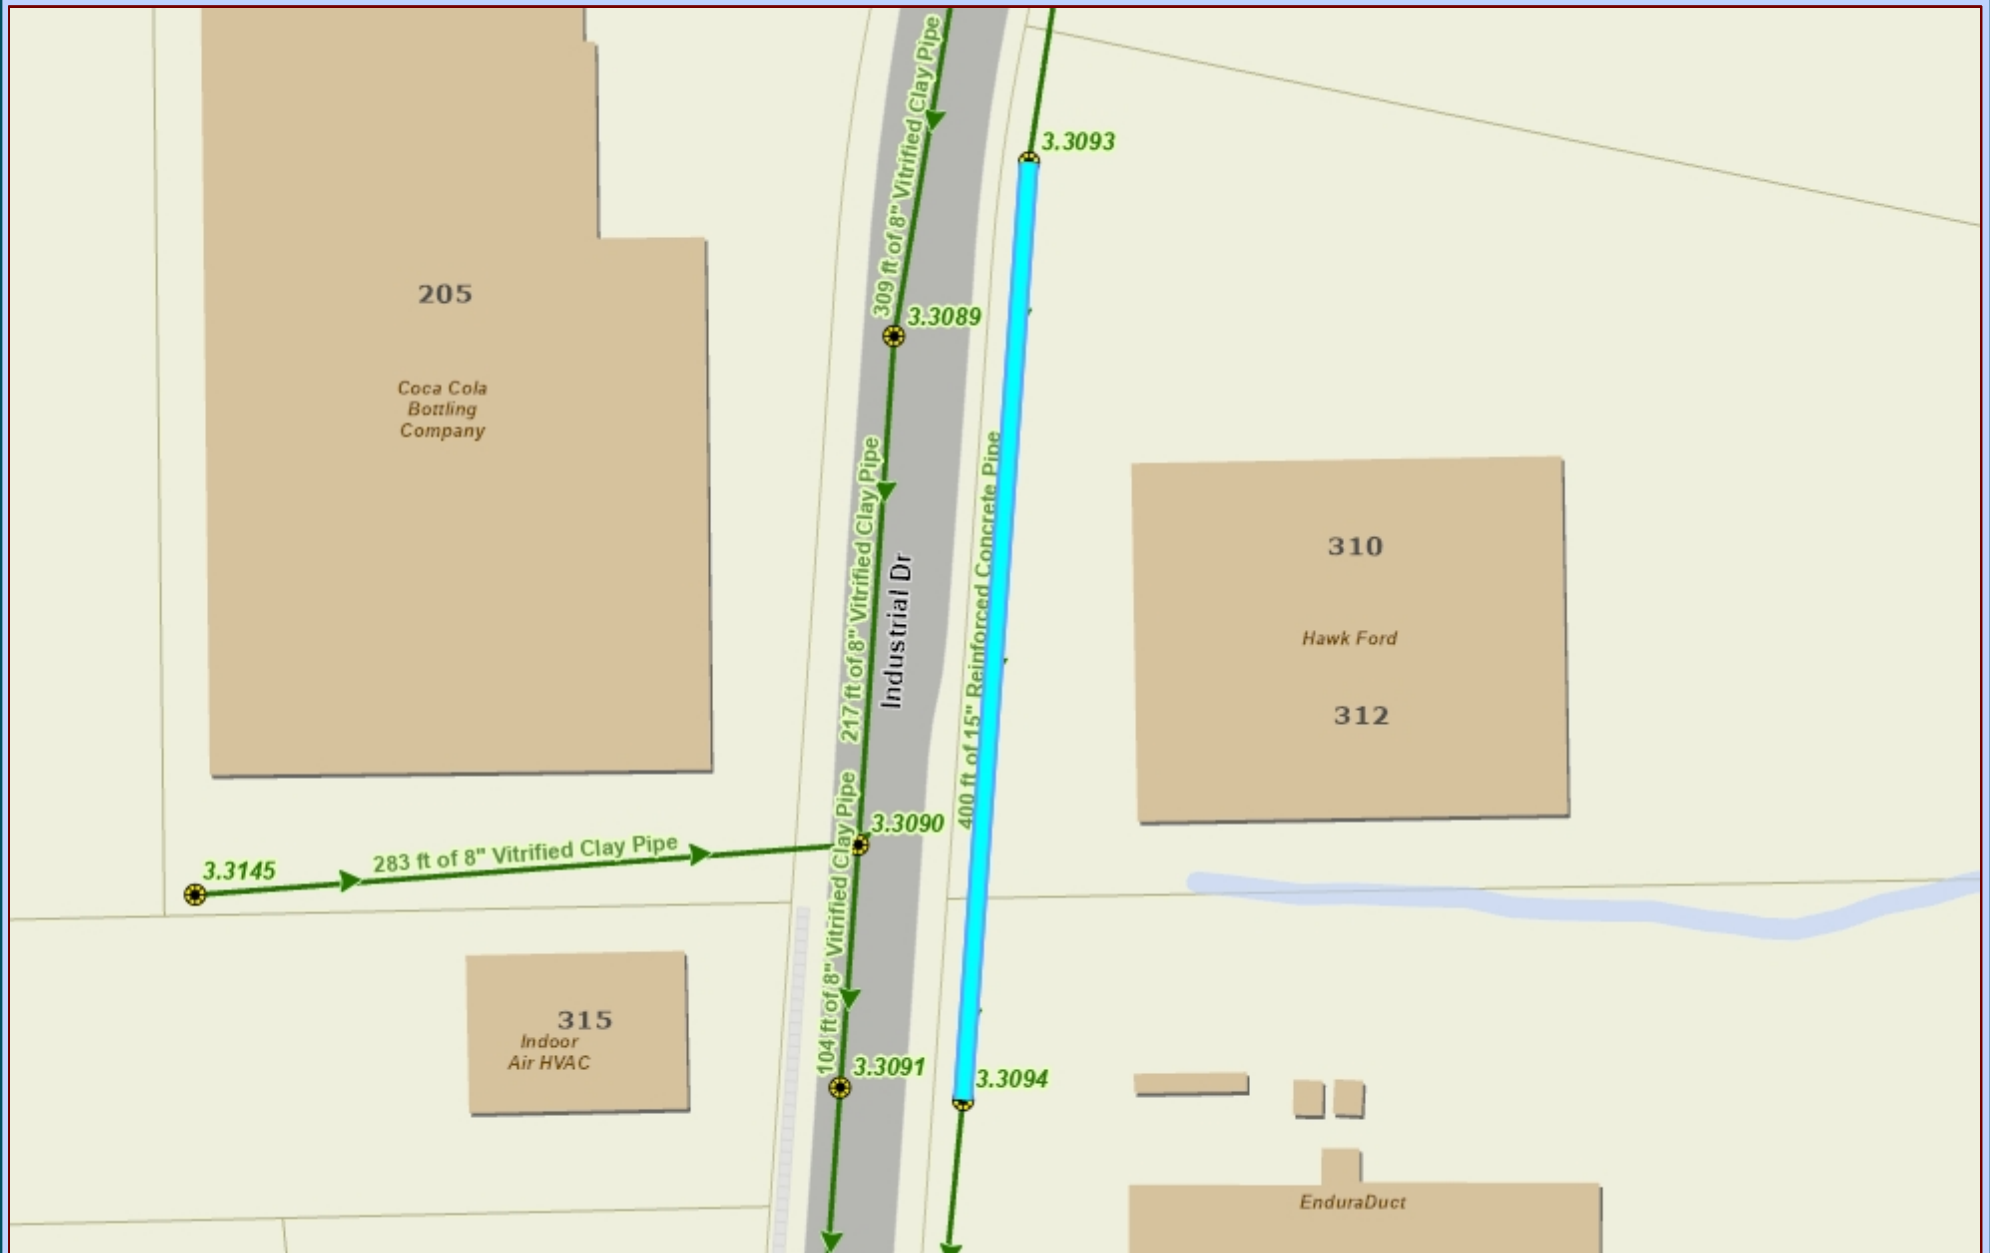 309 ft of 8" Vitrified Clay Pipe
3.3093
205
3.3089
Coca Cola
Bottling
Company
217 ft of 8" Vitrified Clay Pipe
Industrial Dr
400 ft of 15" Reinforced Concrete Pipe
310
Hawk Ford
312
3.3090
283 ft of 8" Vitrified Clay Pipe
3.3145
104 ft of 8" Vitrified Clay Pipe
315
Indoor
Air HVAC
3.3091
3.3094
EnduraDuct